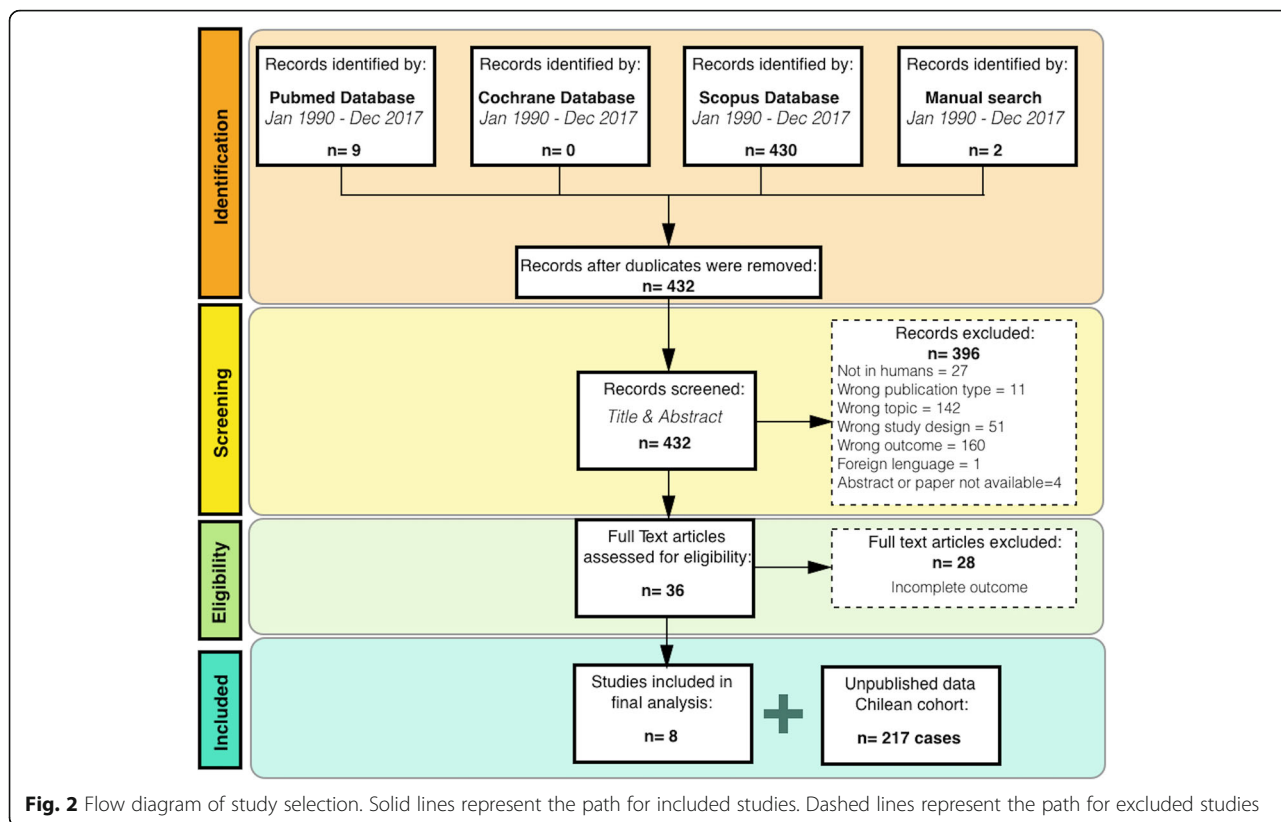 Identification
Records identified by:
Pubmed Database
Jan 1990 - Dec 2017
n= 9
Records identified by:
Cochrane Database
Jan 1990 - Dec 2017
n= 0
Records identified by:
Scopus Database
Jan 1990 - Dec 2017
n= 430
Records identified by:
Manual search
Jan 1990 - Dec 2017
n= 2
Records after duplicates were removed:
n= 432
Screening
Records screened:
Title & Abstract
n= 432
Records excluded:
n= 396
Not in humans = 27
Wrong publication type = 11
Wrong topic = 142
Wrong study design = 51
Wrong outcome = 160
Foreign language = 1
Abstract or paper not available=4
Eligibility
Full Text articles
assessed for eligibility:
n= 36
Full text articles excluded:
n= 28
Incomplete outcome
Included
Studies included in
final analysis:
n= 8
+
Unpublished data
Chilean cohort:
n= 217 cases
Fig. 2 Flow diagram of study selection. Solid lines represent the path for included studies. Dashed lines represent the path for excluded studies